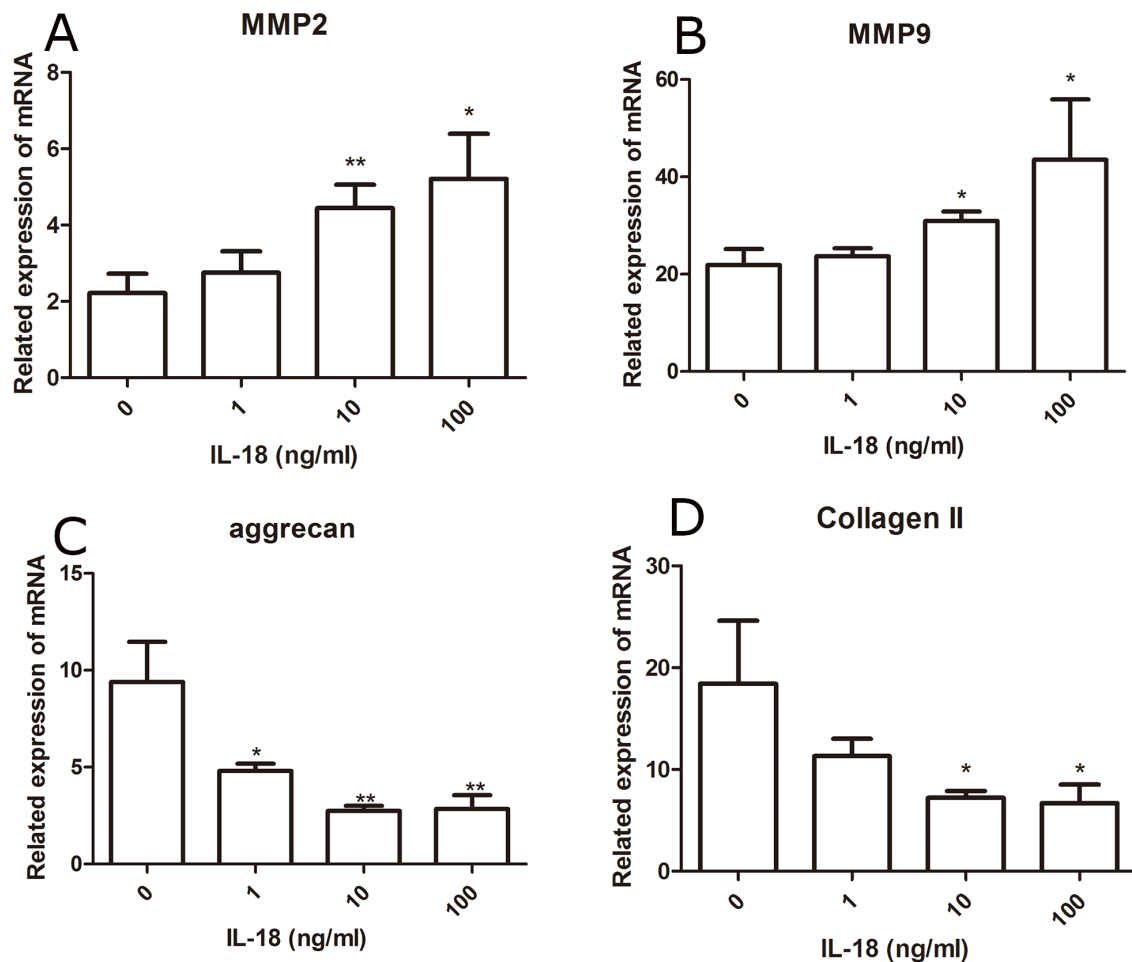 A
MMP2
Related expression of mRNA
8
6
4
2
0
**
*
0
1
10
100
IL-18 (ng/ml)
B
MMP9
Related expression of mRNA
60
40
20
0
*
*
0
1
10
100
IL-18 (ng/ml)
C
aggrecan
Related expression of mRNA
15
10
5
0
*
**
**
0
1
10
100
IL-18 (ng/ml)
D
Collagen II
Related expression of mRNA
30
20
10
0
*
*
0
1
10
100
IL-18 (ng/ml)